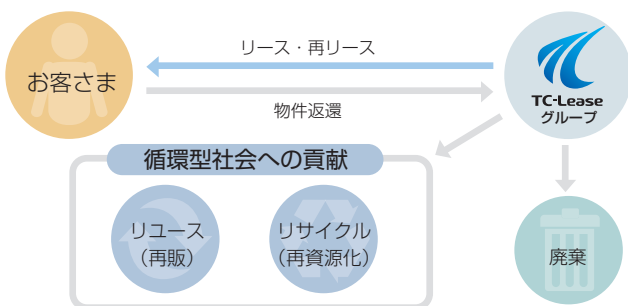 リース・再リース
お客さま
TC-Lease
グループ
物件返還
循環型社会への貢献
リユース
（再販）
リサイクル
（再資源化）
廃棄